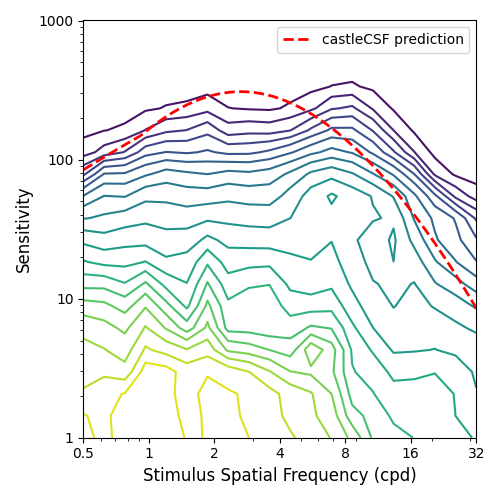 1000
castleCSF prediction
100
Sensitivity
10
1
0.5 1 2 4 8 16 32
Stimulus Spatial Frequency (cpd)